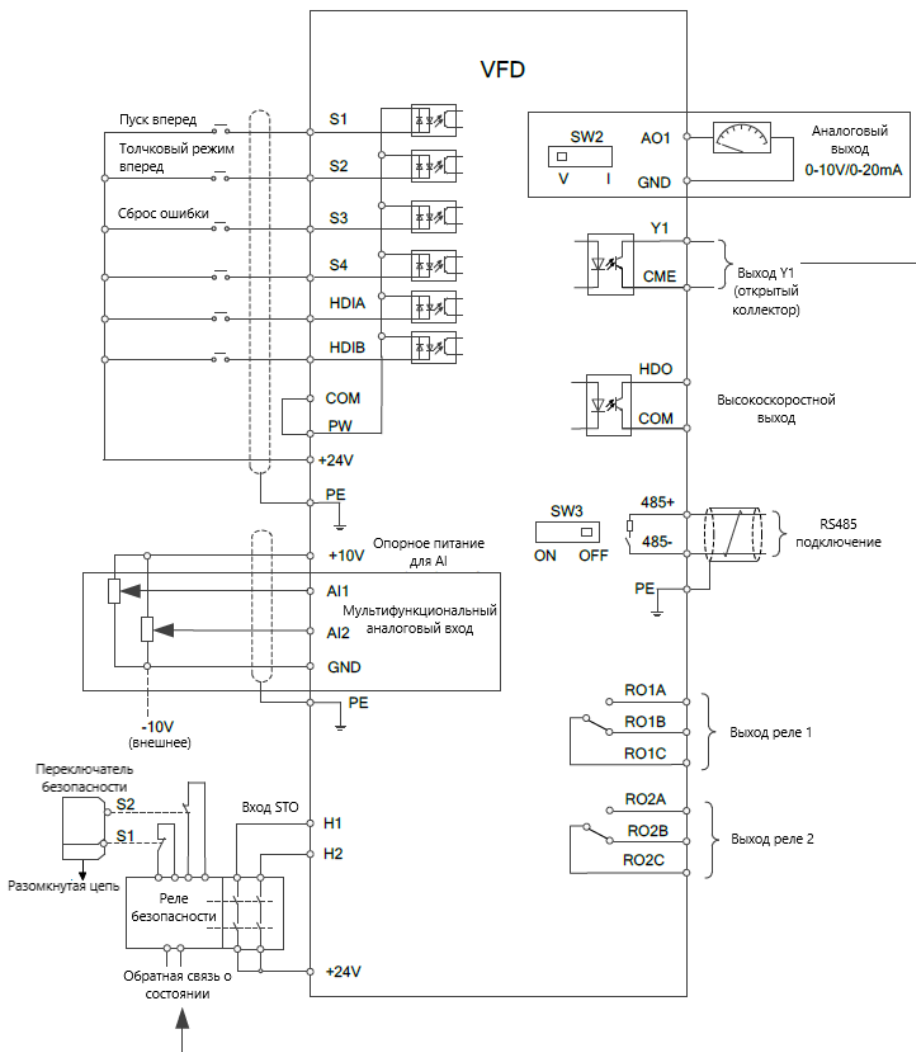 VFD
Пуск вперед
S1
Толчковый режим
вперед
S2
Сброс ошибки
S3
S4
HDIA
HDIB
COM
PW
+24V
PE
Опорное питание
для AI
+10V
AI1
Мультифункциональный
аналоговый вход
AI2
GND
PE
-10V
(внешнее)
Переключатель
безопасности
S2
S1
Разомкнутая цепь
Вход STO
H1
H2
Реле
безопасности
+24V
Обратная связь о
состоянии
SW2
V I
AO1
GND
Аналоговый
выход
0-10V/0-20mA
Y1
CME
Выход Y1
(открытый
коллектор)
HDO
COM
Высокоскоростной
выход
SW3
ON OFF
485+
485-
PE
RS485
подключение
RO1A
RO1B
RO1C
Выход реле 1
RO2A
RO2B
RO2C
Выход реле 2